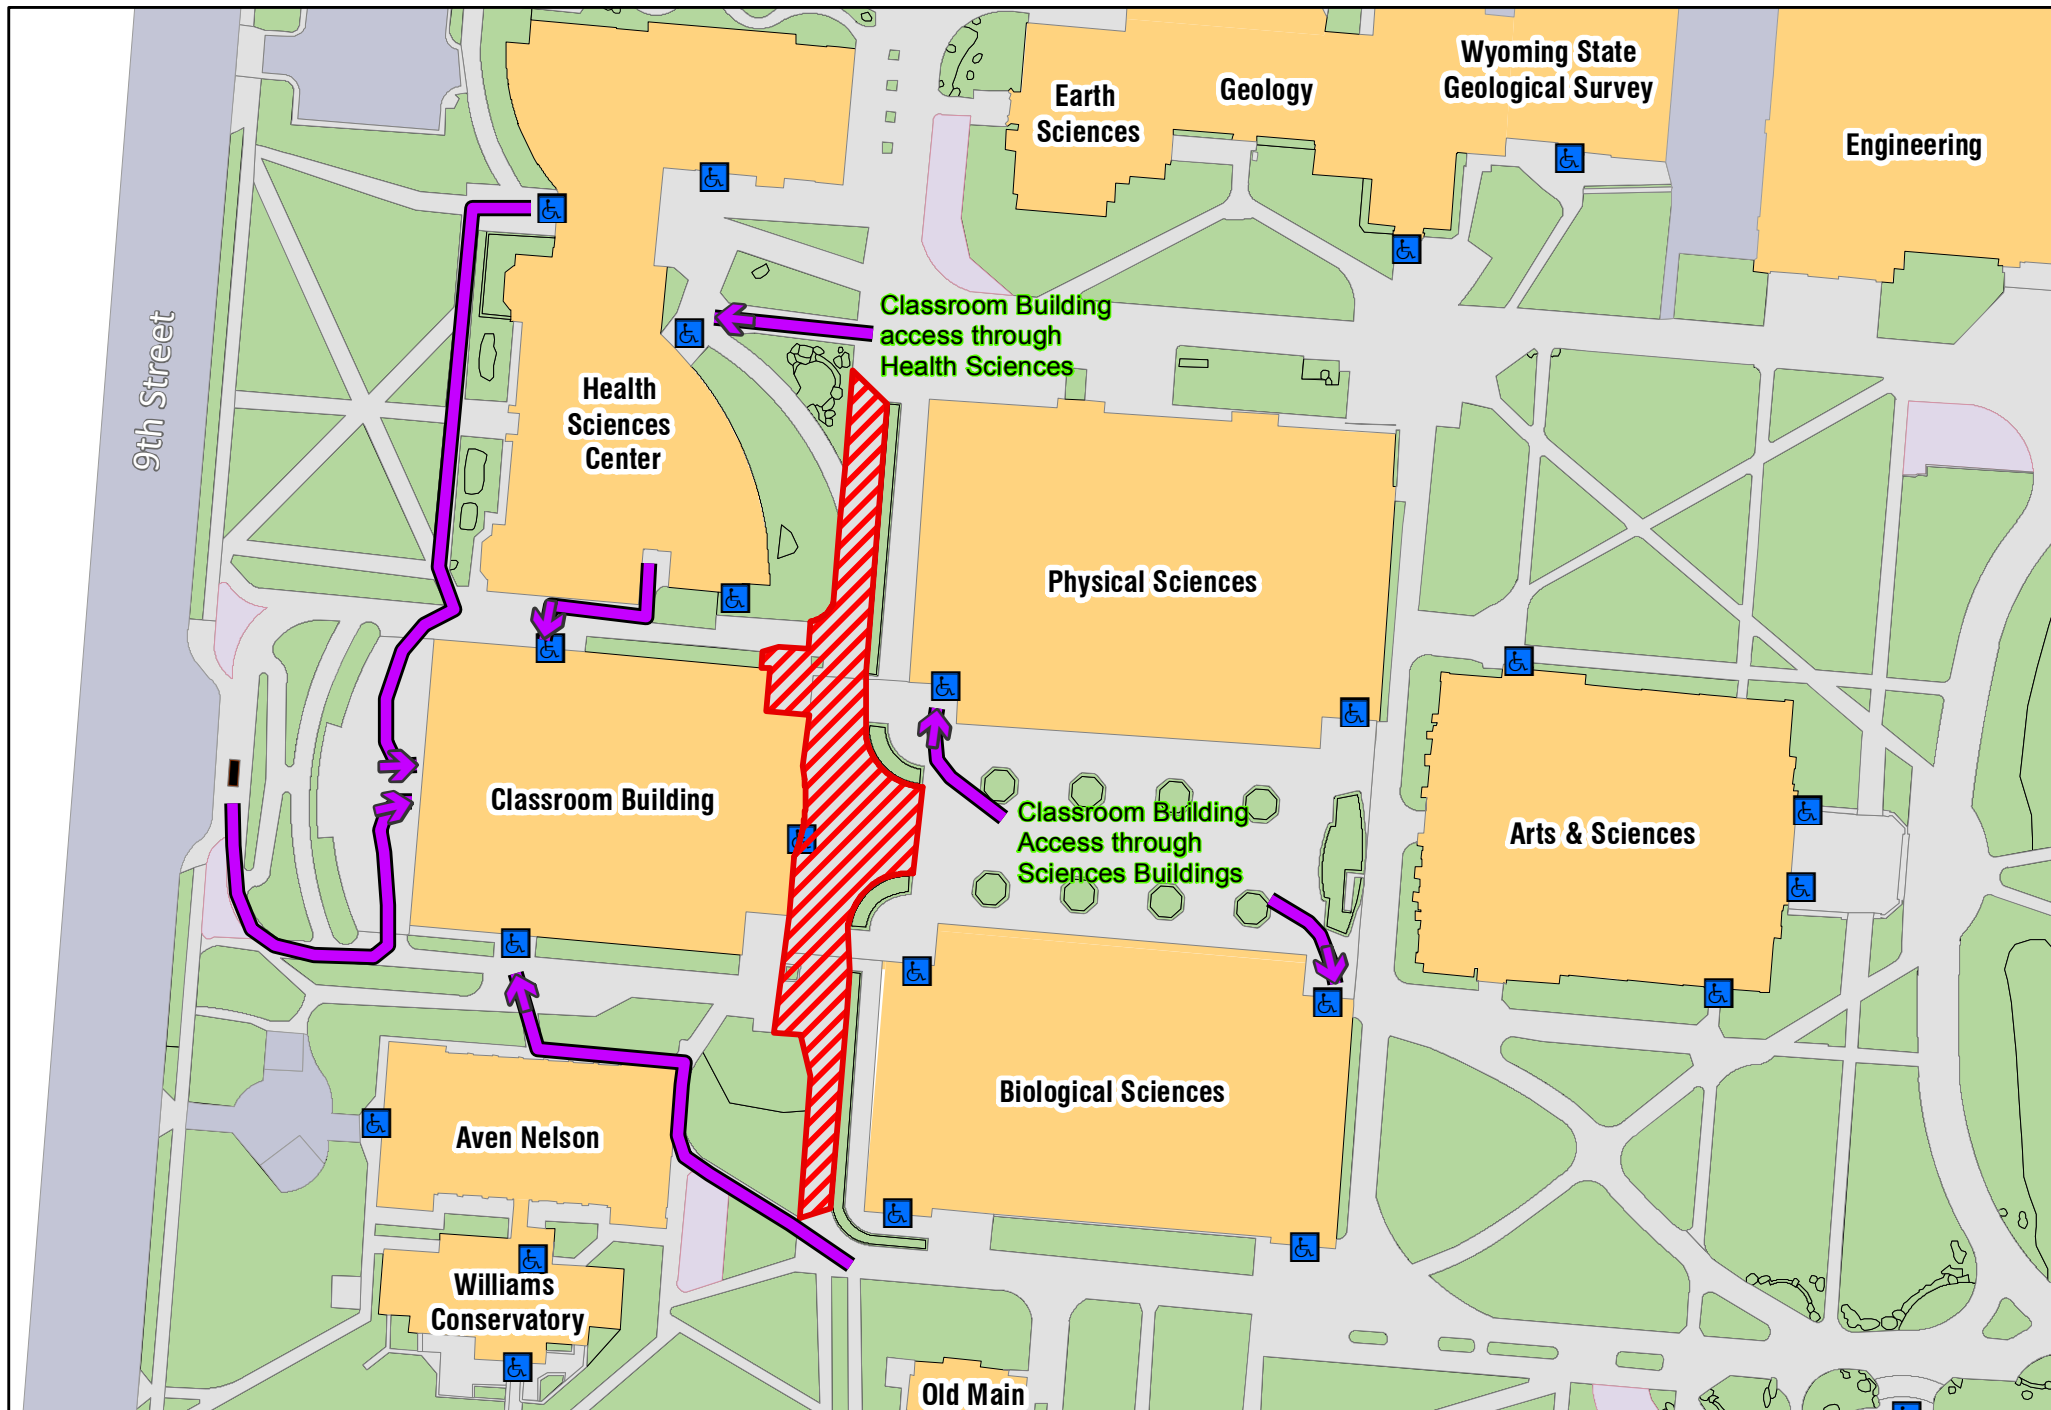 Wyoming State
Geological Survey
Earth
Sciences
Geology
Engineering
Classroom Building
access through
Health Sciences
9th Street
Health
Sciences
Center
Physical Sciences
Classroom Building
Classroom Building
Access through
Sciences Buildings
Arts & Sciences
Biological Sciences
Aven Nelson
Williams
Conservatory
Old Main